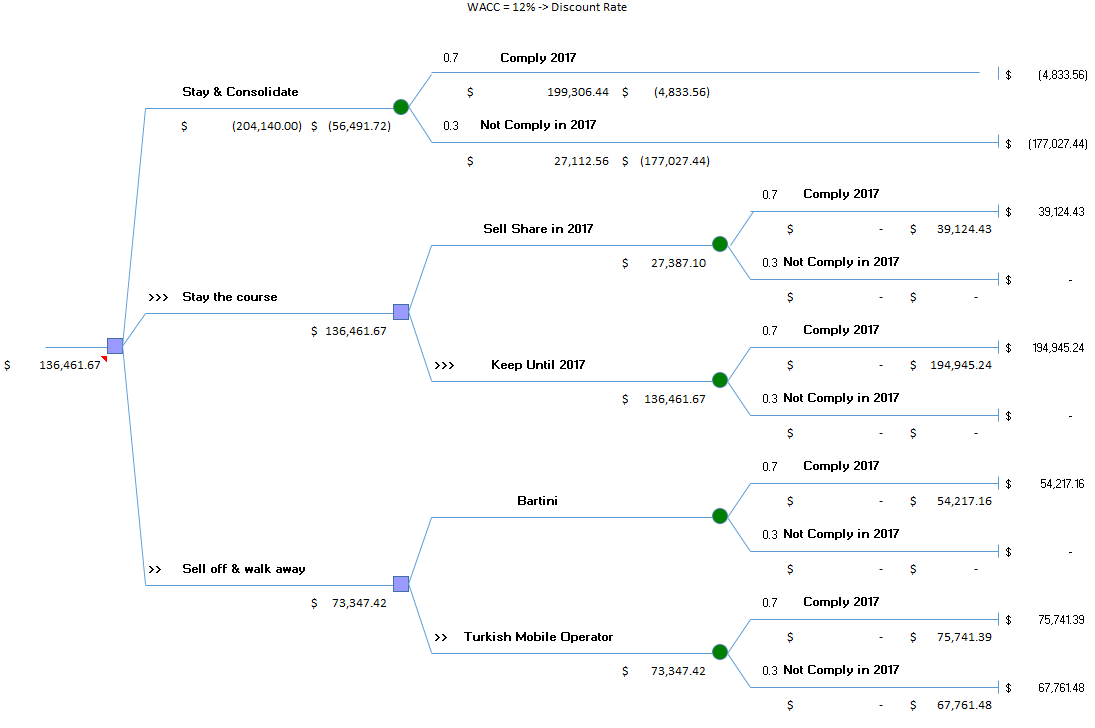 WACC = 12% -> Discount Rate
0.7 Comply 2017
$ (4,833.56)
Stay & Consolidate
$ 199,306.44 $ (4,833.56)
$ (204,140.00) $ (56,491.72)
0.3 Not Comply in 2017
$ (177,027.44)
$ 27,112.56 $ (177,027.44)
0.7 Comply 2017
$ 39,124.43
Sell Share in 2017
$ - $ 39,124.43
$ 27,387.10
0.3 Not Comply in 2017
$ -
>>> Stay the course
$ - $ -
$ 136,461.67
0.7 Comply 2017
$ 194,945.24
$ 136,461.67
>>> Keep Until 2017
$ - $ 194,945.24
$ 136,461.67
0.3 Not Comply in 2017
$ -
$ - $ -
0.7 Comply 2017
$ 54,217.16
Bartini
$ - $ 54,217.16
0.3 Not Comply in 2017
$ -
>> Sell off & walk away
$ - $ -
$ 73,347.42
0.7 Comply 2017
$ 75,741.39
>> Turkish Mobile Operator
$ - $ 75,741.39
$ 73,347.42
0.3 Not Comply in 2017
$ 67,761.48
$ - $ 67,761.48